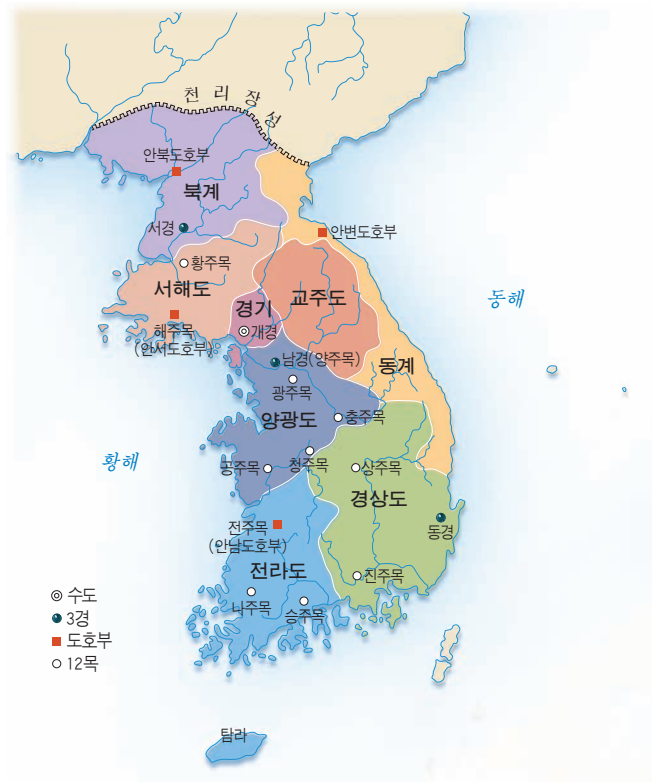 천리장성
안북도호부
북계
서경
안변도호부
황주목
서해도
교주도
경기
해주목
(안서도호부)
개경
동해
남경(양주목)
동계
광주목
양광도
충주목
황해
청주목
공주목
상주목
경상도
전주목
(안남도호부)
동경
전라도
진주목
나주목
승주목
수도
3경
도호부
12목
탐라